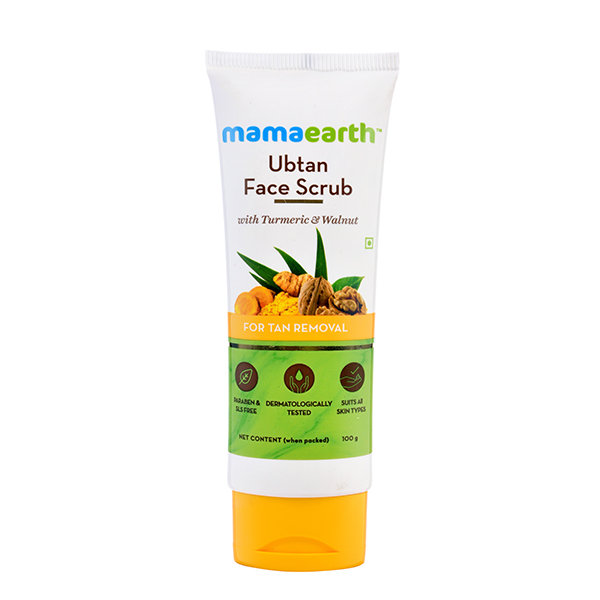 mamaearth™
Ubtan
Face Scrub
with Turmeric & Walnut
FOR TAN REMOVAL
PARABEN &
SLS FREE
DERMATOLOGICALLY
TESTED
SUITS All
SKIN TYPES
NET CONTENT (when packed) 100 g